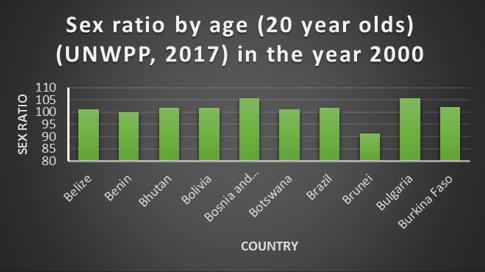 Sex ratio by age (20 year olds)
(UNWPP, 2017) in the year 2000
SEX RATIO
110
105
100
95
90
85
80
Belize
Benin
Bhutan
Bolivia
Bosnia and...
Botswana
Brazil
Brunei
Bulgaria
Burkina Faso
COUNTRY